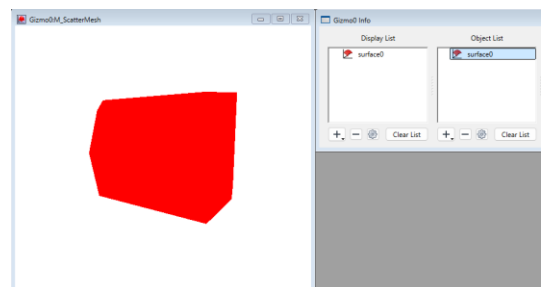 Gizmo0:M_ScatterMesh
Gizmo0 Info
Display List
Object List
surface0
surface0
Clear List
Clear List